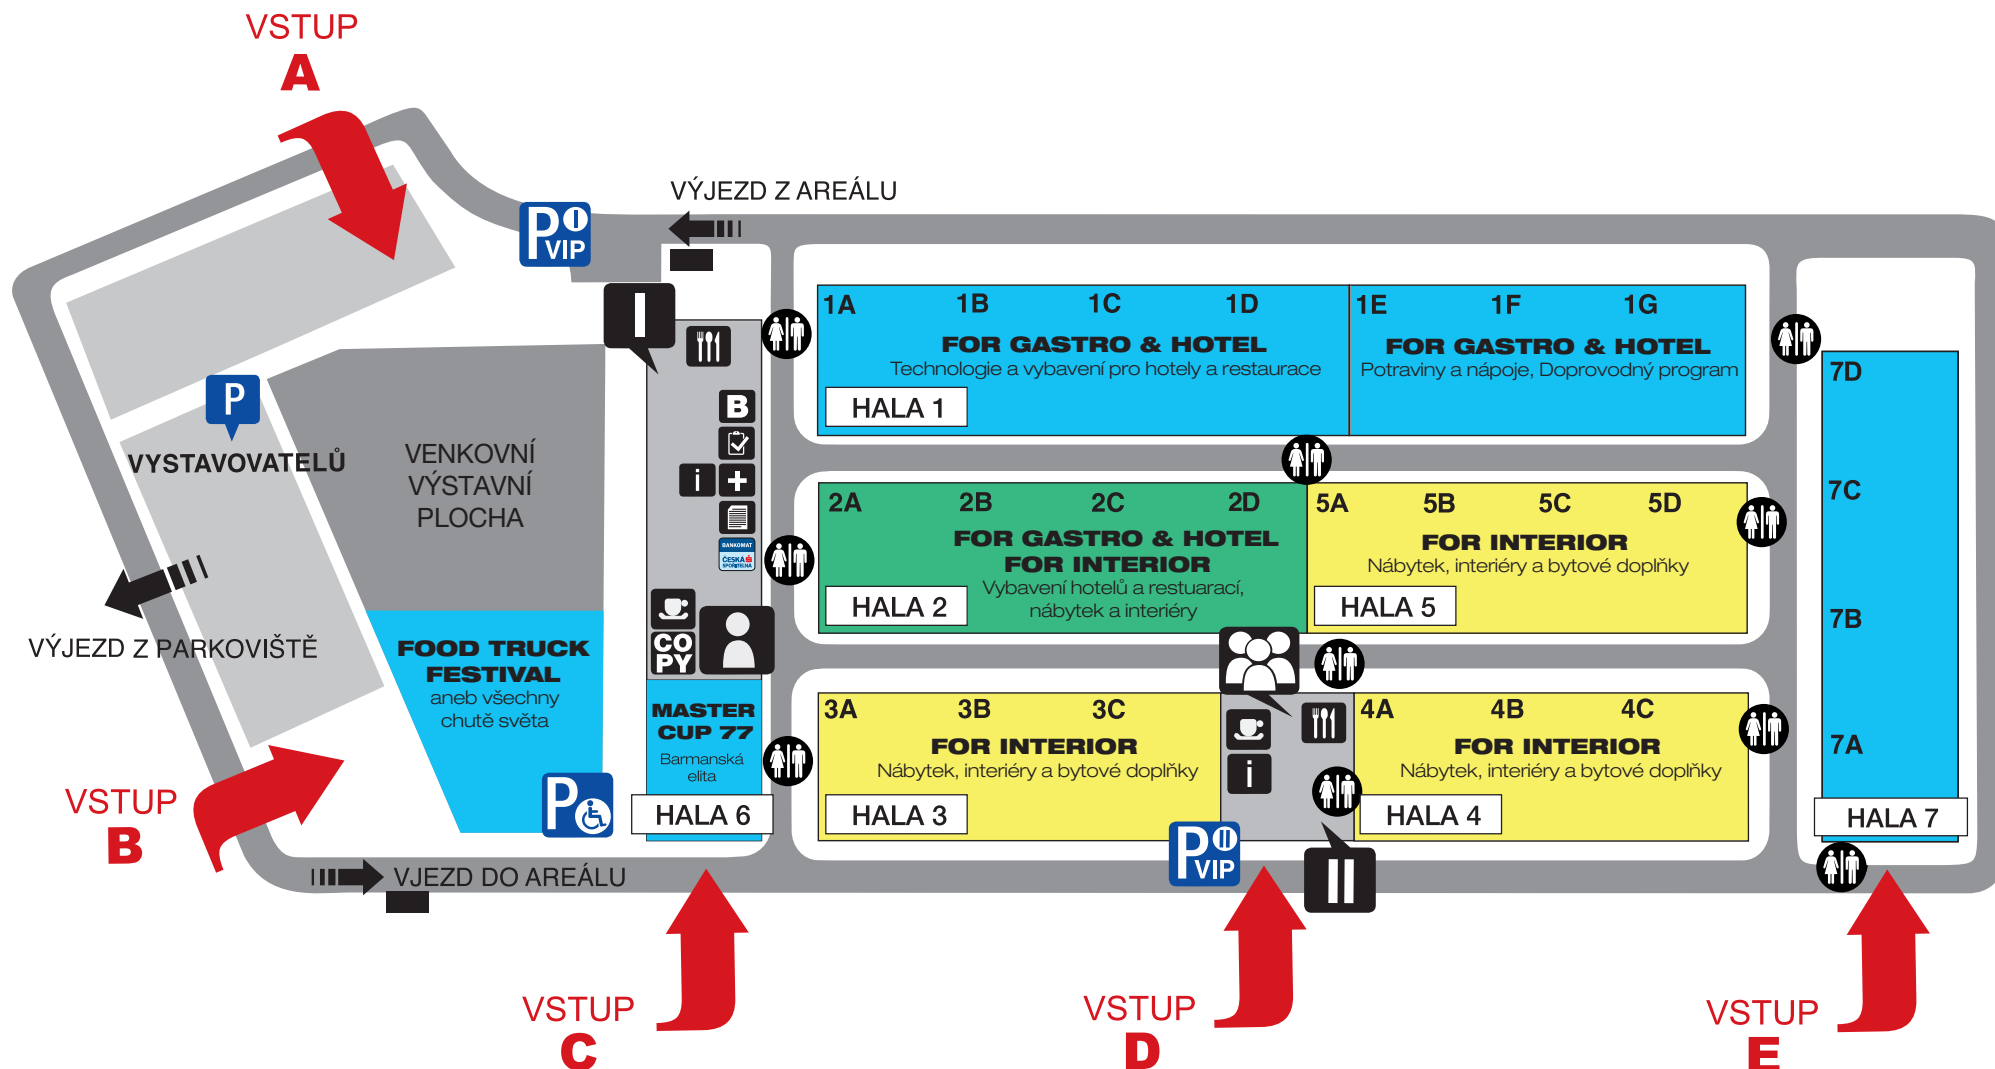 VSTUP
A
VÝJEZD Z AREÁLU
P I
VIP
I
1A 1B 1C 1D 1E 1F 1G
FOR GASTRO & HOTEL
Technologie a vybavení pro hotely a restaurace
HALA 1
FOR GASTRO & HOTEL
Potraviny a nápoje, Doprovodný program
P
VYSTAVOVATELŮ
VENKOVNÍ
VÝSTAVNÍ
PLOCHA
B
i
BANKOMAT
ČESKÁ
SPOŘITELNA
CO
PY
2A 2B 2C 2D
FOR GASTRO & HOTEL
FOR INTERIOR
Vybavení hotelů a restuarací,
nábytek a interiéry
HALA 2
5A 5B 5C 5D
FOR INTERIOR
Nábytek, interiéry a bytové doplňky
HALA 5
7D
7C
7B
7A
HALA 7
VÝJEZD Z PARKOVIŠTĚ
FOOD TRUCK
FESTIVAL
aneb všechny
chutě světa
MASTER
CUP 77
Barmanská
elita
HALA 6
P
3A 3B 3C
FOR INTERIOR
Nábytek, interiéry a bytové doplňky
HALA 3
i
4A 4B 4C
FOR INTERIOR
Nábytek, interiéry a bytové doplňky
HALA 4
P II
VIP
II
VSTUP
B
VJEZD DO AREÁLU
VSTUP
C
VSTUP
D
VSTUP
E